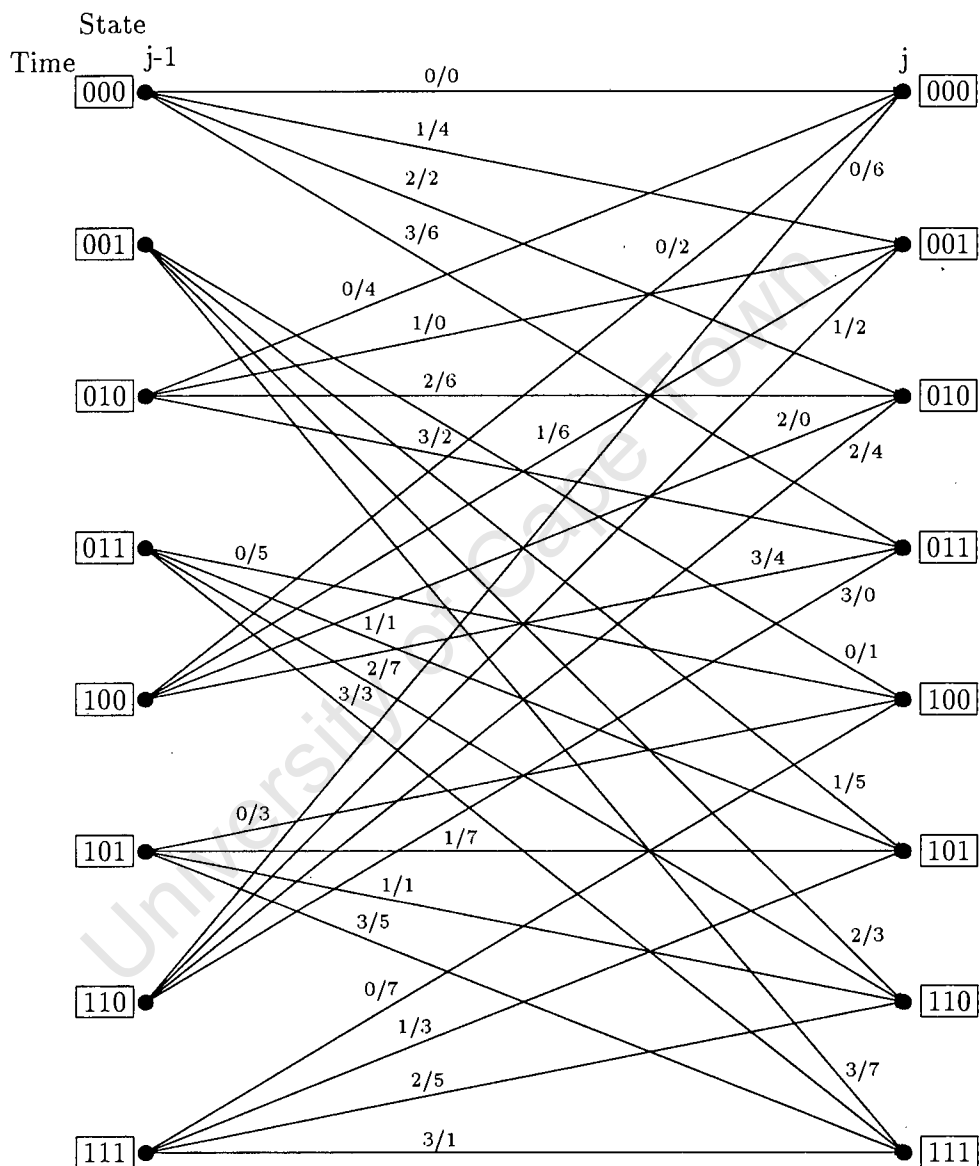 State
Time j-1 j
000 0/0 000
1/4
2/2
0/6
3/6
001 0/2 001
0/4
1/0
1/2
010 2/6 010
3/2 1/6 2/0
2/4
011 0/5 3/4 011
1/1 3/0
2/7 0/1
3/3
100 100
0/3 1/5
101 1/7 101
1/1
3/5
2/3
0/7
110 110
1/3
2/5 3/7
3/1
111 111
University of Cape Town